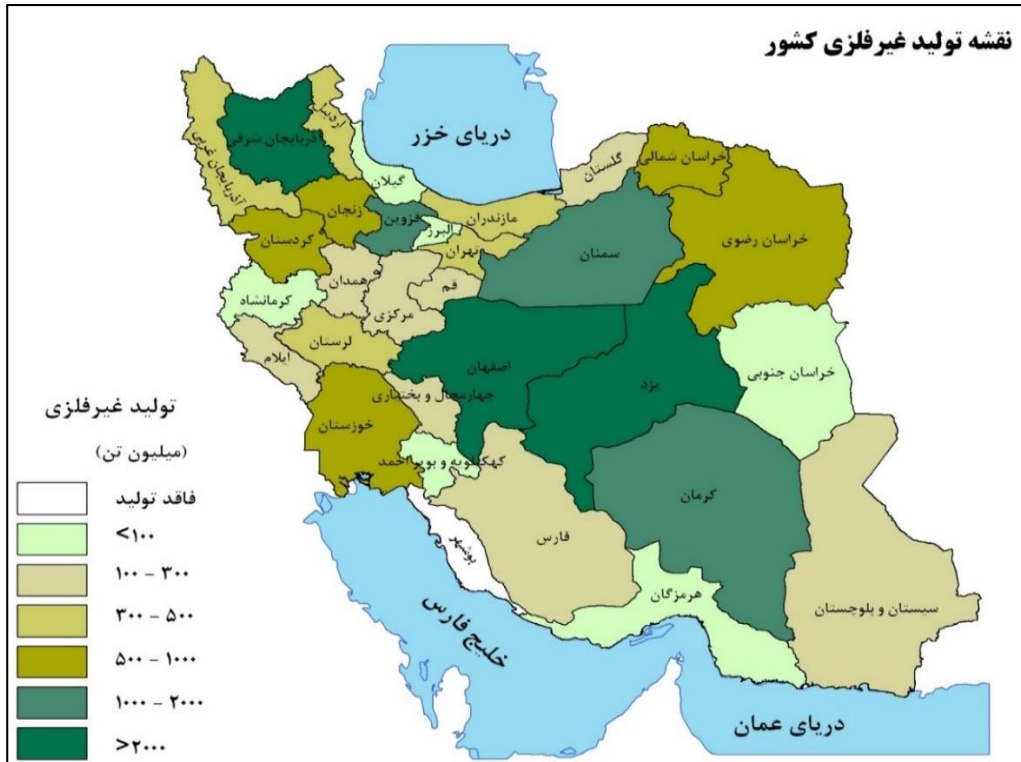 نقشه تولید غیرفلزی کشور
دریای خزر
اردبیل
آذربایجان شرقی
آذربایجان غربی
گیلان
گلستان
خراسان شمالی
زنجان
قزوین
البرز
مازندران
تهران
سمنان
خراسان رضوی
کردستان
همدان
قم
مرکزی
کرمانشاه
ایلام
لرستان
اصفهان
یزد
خراسان جنوبی
چهارمحال و بختیاری
خوزستان
کهکیلویه و بویر احمد
کرمان
فارس
بوشهر
هرمزگان
سیستان و بلوچستان
خلیج فارس
دریای عمان
تولید غیرفلزی
(میلیون تن)
فاقد تولید
<۱۰۰
۱۰۰ - ۳۰۰
۳۰۰ - ۵۰۰
۵۰۰ - ۱۰۰۰
۱۰۰۰ - ۲۰۰۰
>۲۰۰۰